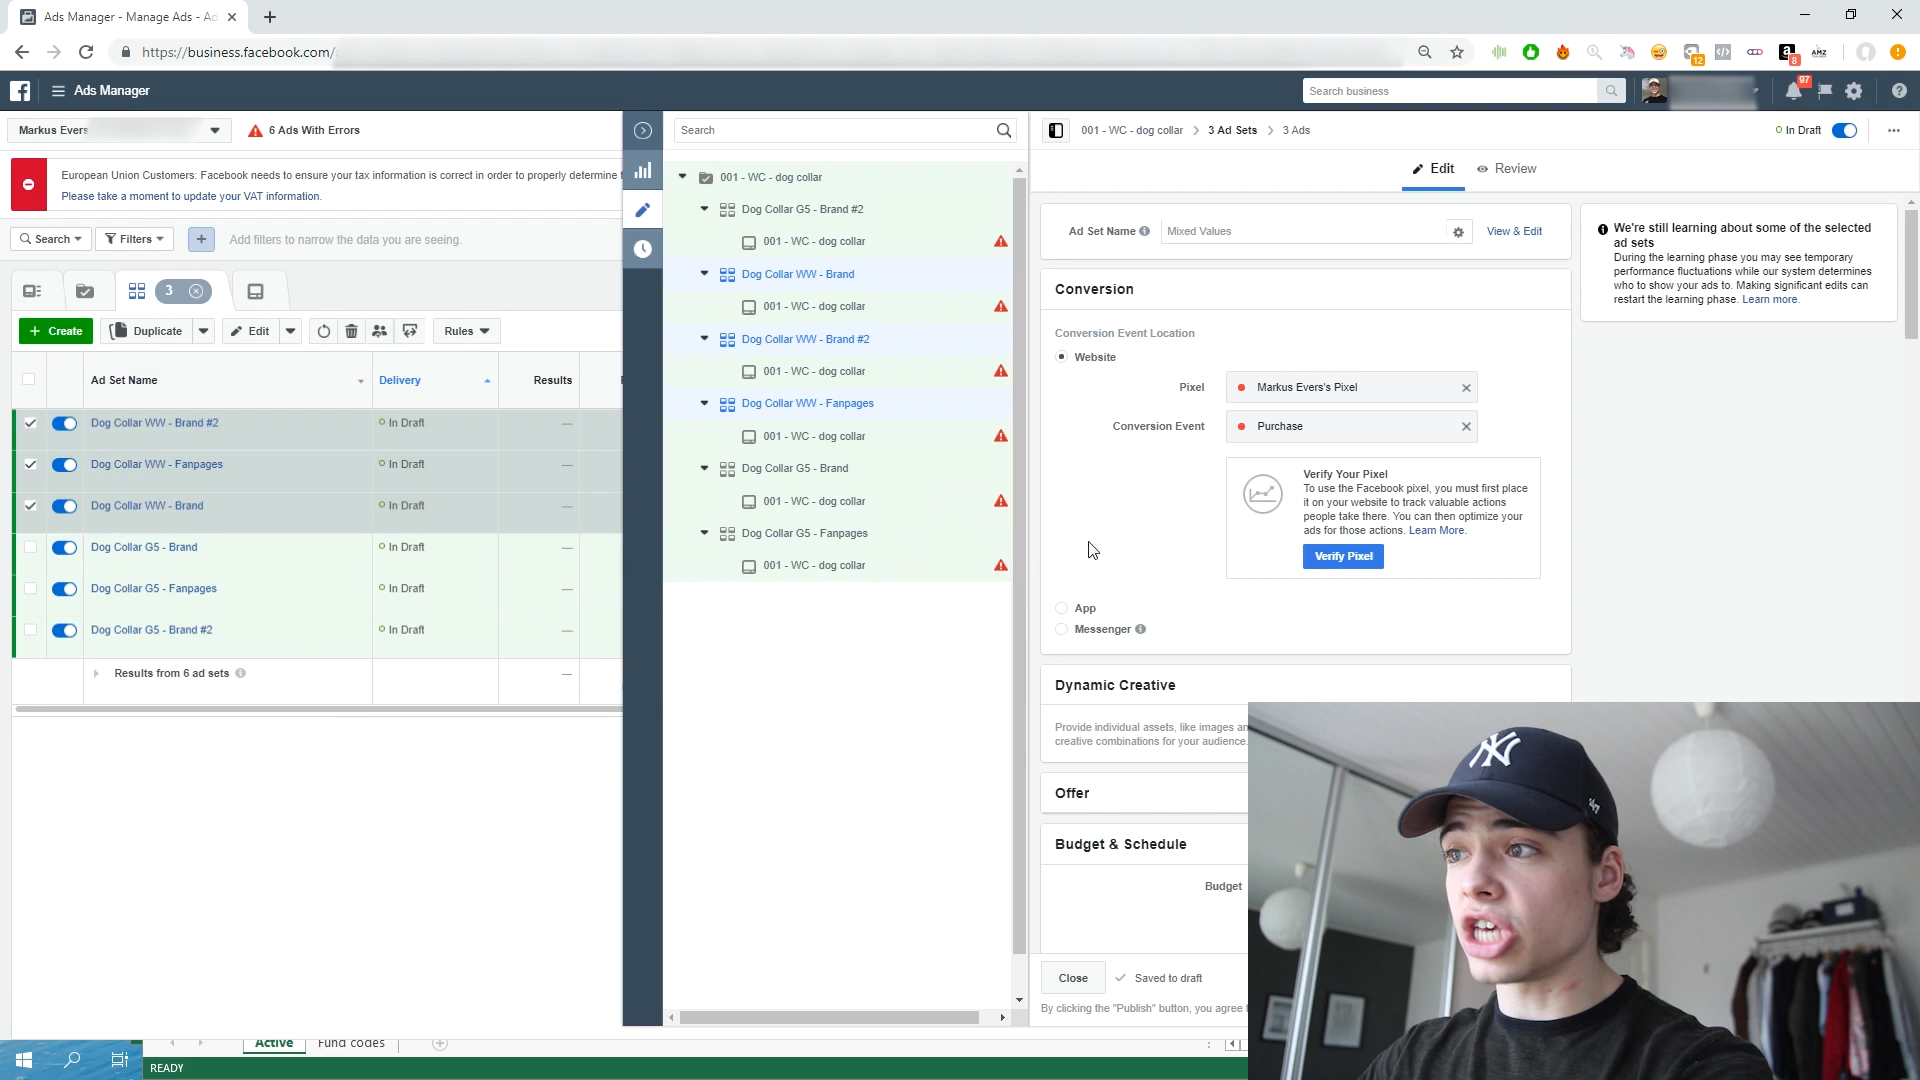 Ads Manager - Manage Ads - Ad
https://business.facebook.com/
12
8
AMZ
Ads Manager
Search business
97
Markus Evers
6 Ads With Errors
European Union Customers: Facebook needs to ensure your tax information is correct in order to properly determine
Please take a moment to update your VAT information.
Search
Filters
Add filters to narrow the data you are seeing.
3
Create
Duplicate
Edit
Rules
Ad Set Name
Delivery
Results
Dog Collar WW - Brand #2
In Draft
—
Dog Collar WW - Fanpages
In Draft
—
Dog Collar WW - Brand
In Draft
—
Dog Collar G5 - Brand
In Draft
—
Dog Collar G5 - Fanpages
In Draft
—
Dog Collar G5 - Brand #2
In Draft
—
Results from 6 ad sets
—
Search
001 - WC - dog collar
Dog Collar G5 - Brand #2
001 - WC - dog collar
Dog Collar WW - Brand
001 - WC - dog collar
Dog Collar WW - Brand #2
001 - WC - dog collar
Dog Collar WW - Fanpages
001 - WC - dog collar
Dog Collar G5 - Brand
001 - WC - dog collar
Dog Collar G5 - Fanpages
001 - WC - dog collar
001 - WC - dog collar > 3 Ad Sets > 3 Ads
In Draft
Edit
Review
Ad Set Name
Mixed Values
View & Edit
Conversion
Conversion Event Location
Website
Pixel
Markus Evers's Pixel
Conversion Event
Purchase
Verify Your Pixel
To use the Facebook pixel, you must first place
it on your website to track valuable actions
people take there. You can then optimize your
ads for those actions. Learn More.
Verify Pixel
App
Messenger
Dynamic Creative
Provide individual assets, like images an
creative combinations for your audience.
Offer
Budget & Schedule
Budget
Close
Saved to draft
By clicking the "Publish" button, you agree t
We're still learning about some of the selected
ad sets
During the learning phase you may see temporary
performance fluctuations while our system determines
who to show your ads to. Making significant edits can
restart the learning phase. Learn more.
NY
47
Active
Fund codes
READY